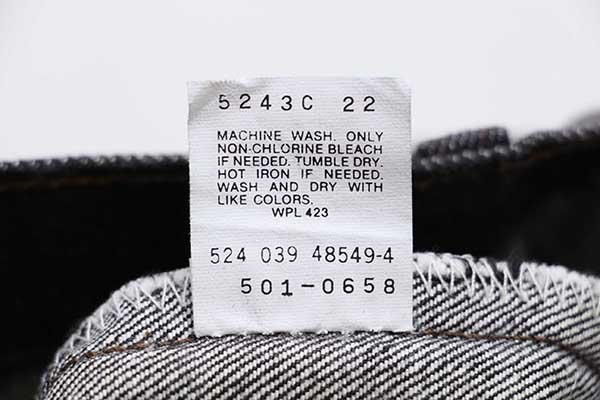 5243C 22
MACHINE WASH. ONLY
NON-CHLORINE BLEACH
IF NEEDED. TUMBLE DRY.
HOT IRON IF NEEDED.
WASH AND DRY WITH
LIKE COLORS.
WPL 423
524 039 48549-4
501-0658